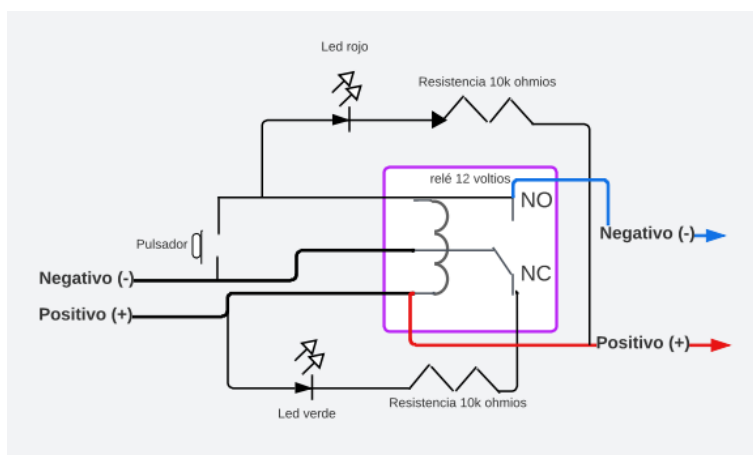 Led rojo
Resistencia 10k ohmios
relé 12 voltios
NO
Negativo (-)
Pulsador
NC
Negativo (-)
Positivo (+)
Positivo (+)
Resistencia 10k ohmios
Led verde